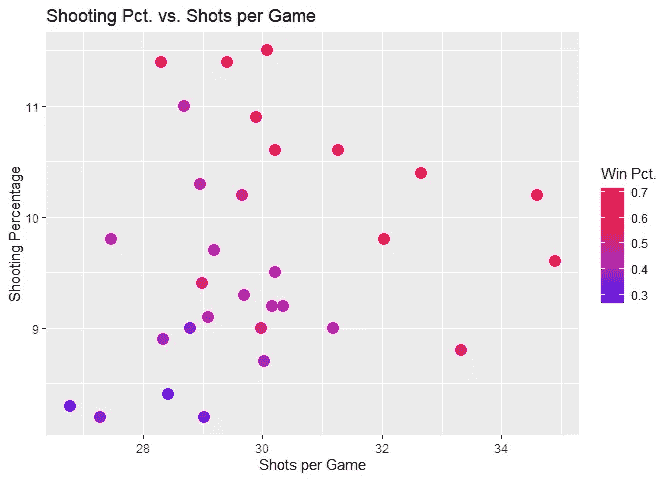 Shooting Pct. vs. Shots per Game
11
10
9
Shooting Percentage
28 30 32 34
Shots per Game
Win Pct.
0.7
0.6
0.5
0.4
0.3